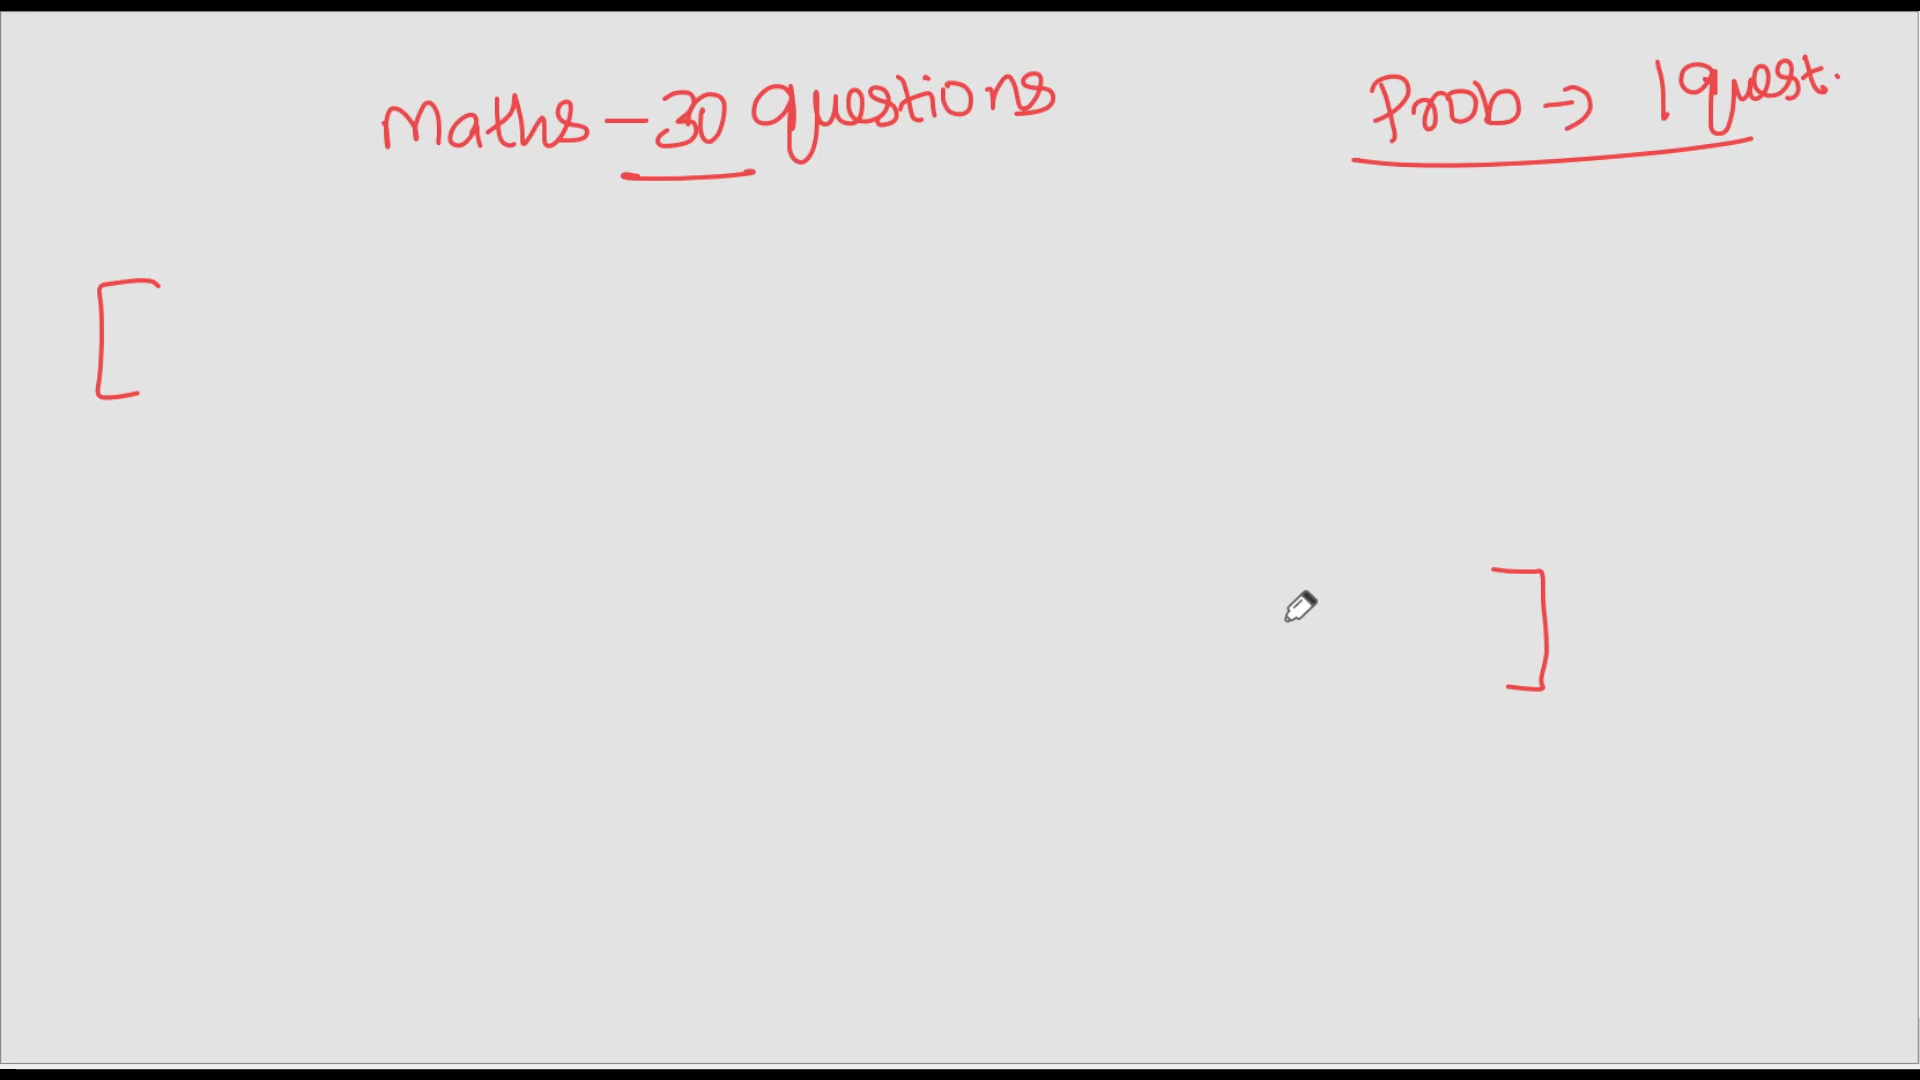 Maths - 30 questions
Prob → 1 quest.
[
]